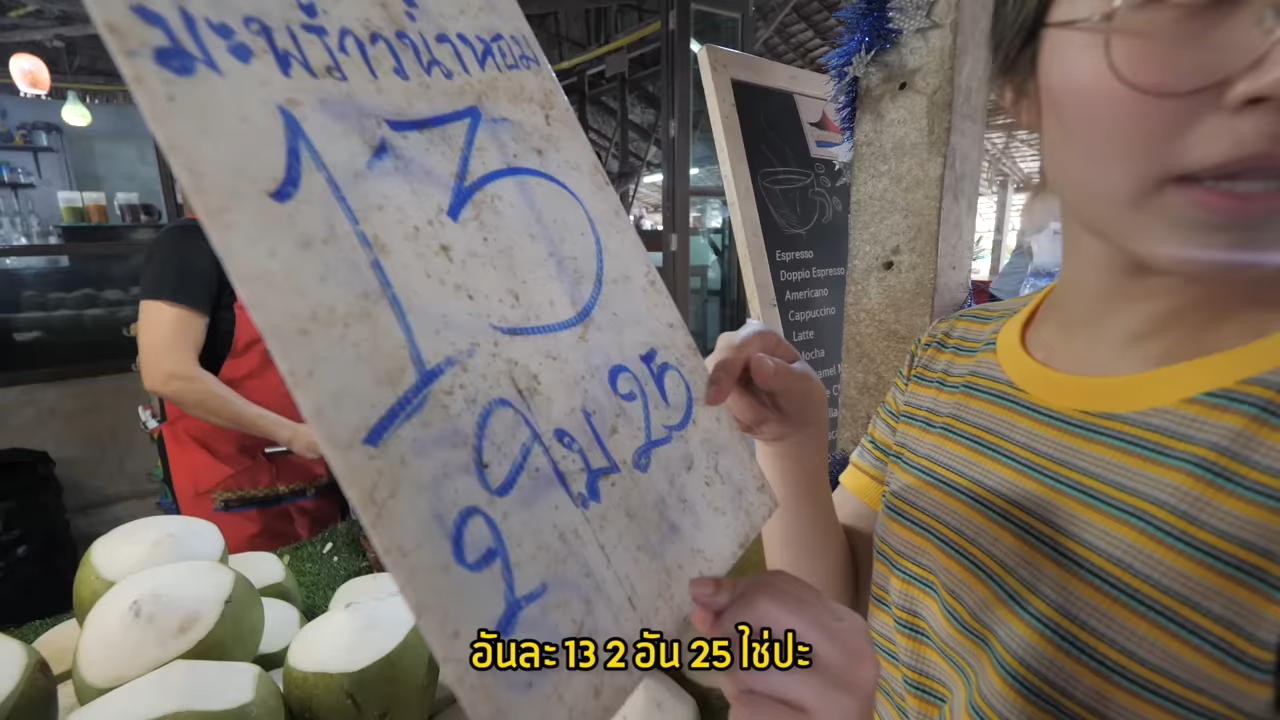 มะพร้าวน้ำหอม
13
2 ลูก 25
Espresso
Doppio Espresso
Americano
Cappuccino
Latte
Mocha
อันละ 13 2 อัน 25 ใช่ปะ